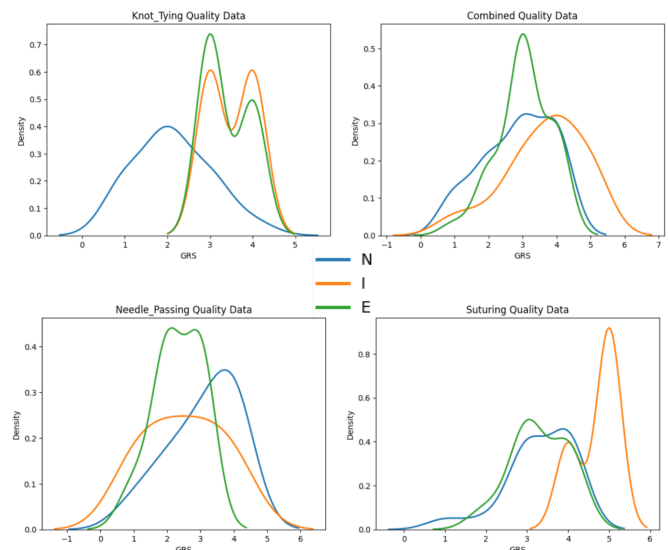 Knot_Tying Quality Data
Density
0.7
0.6
0.5
0.4
0.3
0.2
0.1
0.0
0 1 2 3 4 5
GRS
Combined Quality Data
Density
0.5
0.4
0.3
0.2
0.1
0.0
−1 0 1 2 3 4 5 6 7
GRS
N
I
E
Needle_Passing Quality Data
Density
0.4
0.3
0.2
0.1
0.0
−1 0 1 2 3 4 5 6
GRS
Suturing Quality Data
Density
0.8
0.6
0.4
0.2
0.0
0 1 2 3 4 5 6
GRS